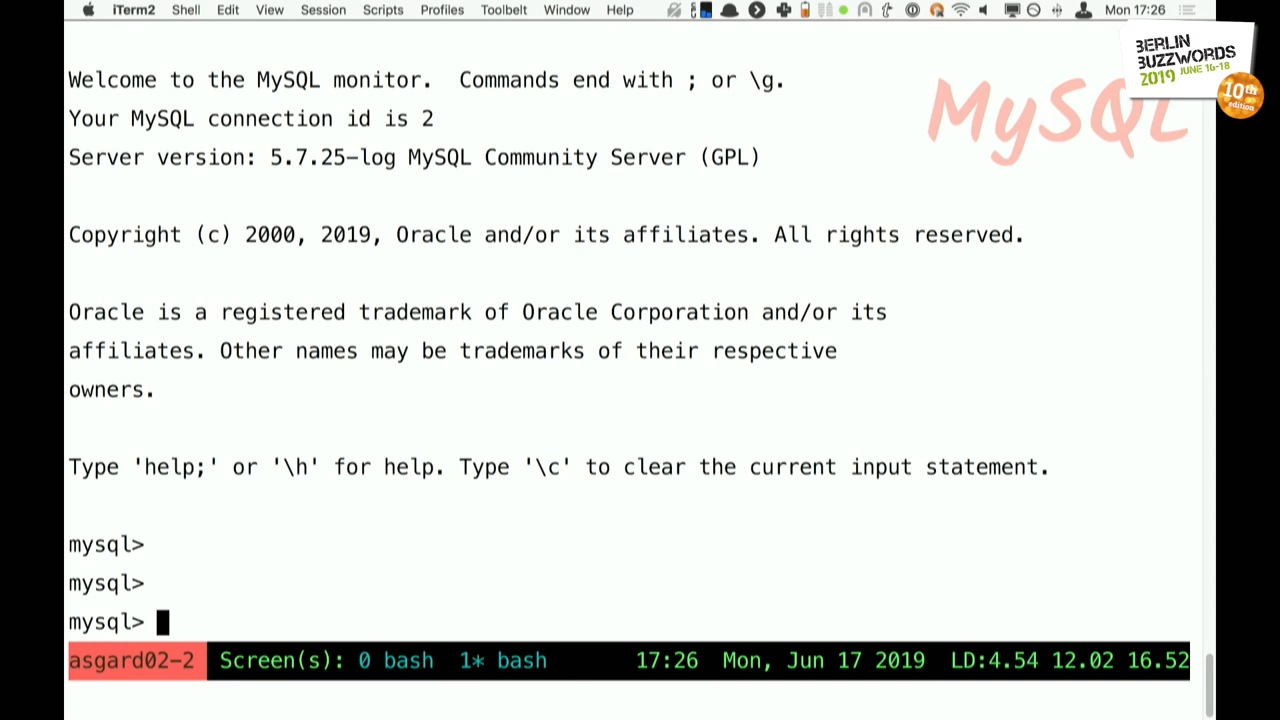 iTerm2 Shell Edit View Session Scripts Profiles Toolbelt Window Help Mon 17:26
BERLIN
BUZZWORDS
2019 JUNE 16-18
10th
edition
MySQL
Welcome to the MySQL monitor.  Commands end with ; or \g.
Your MySQL connection id is 2
Server version: 5.7.25-log MySQL Community Server (GPL)
Copyright (c) 2000, 2019, Oracle and/or its affiliates. All rights reserved.
Oracle is a registered trademark of Oracle Corporation and/or its
affiliates. Other names may be trademarks of their respective
owners.
Type 'help;' or '\h' for help. Type '\c' to clear the current input statement.
mysql>
mysql>
mysql>
asgard02-2 Screen(s): 0 bash  1* bash 17:26  Mon, Jun 17 2019  LD:4.54 12.02 16.52